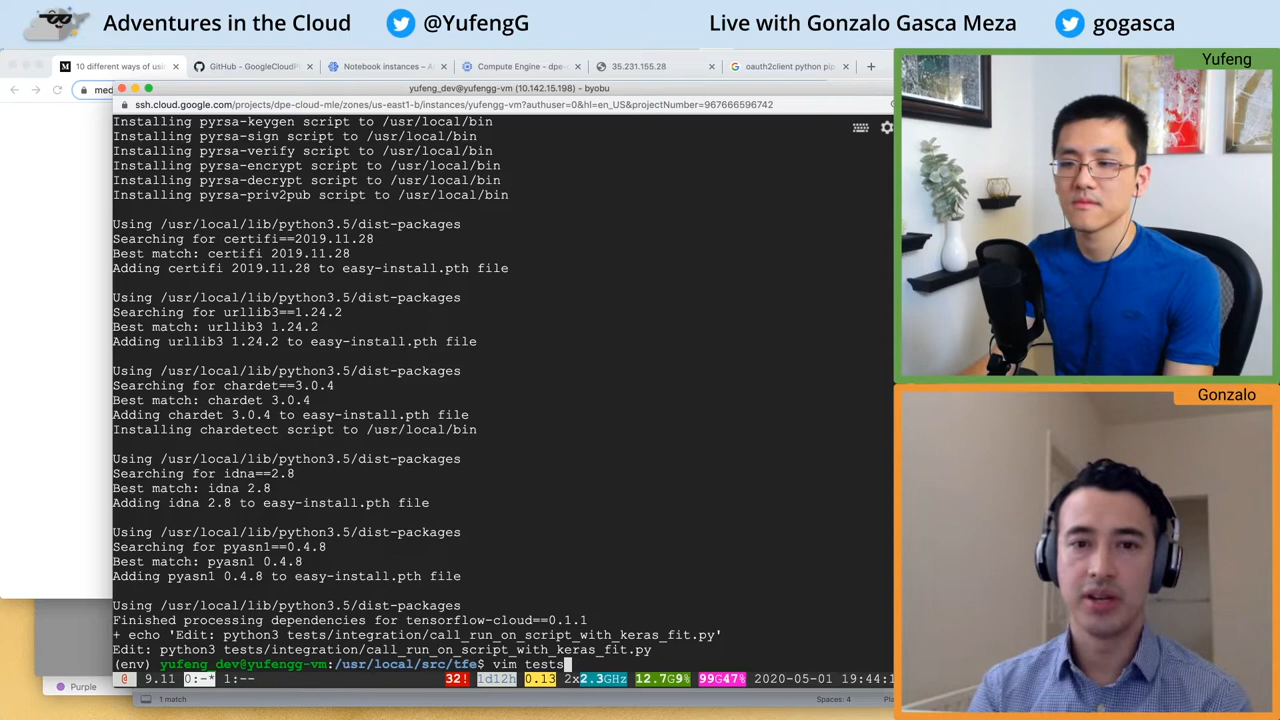 Adventures in the Cloud
@YufengG
Live with Gonzalo Gasca Meza
gogasca
Yufeng
Gonzalo
10 different ways of usi
GitHub - GoogleCloudPl
Notebook instances – A
Compute Engine - dpe-
35.231.155.28
oauth2client python pip
med
yufeng_dev@yufengg-vm (10.142.15.198) - byobu
ssh.cloud.google.com/projects/dpe-cloud-mle/zones/us-east1-b/instances/yufengg-vm?authuser=0&hl=en_US&projectNumber=967666596742
Installing pyrsa-keygen script to /usr/local/bin
Installing pyrsa-sign script to /usr/local/bin
Installing pyrsa-verify script to /usr/local/bin
Installing pyrsa-encrypt script to /usr/local/bin
Installing pyrsa-decrypt script to /usr/local/bin
Installing pyrsa-priv2pub script to /usr/local/bin
Using /usr/local/lib/python3.5/dist-packages
Searching for certifi==2019.11.28
Best match: certifi 2019.11.28
Adding certifi 2019.11.28 to easy-install.pth file
Using /usr/local/lib/python3.5/dist-packages
Searching for urllib3==1.24.2
Best match: urllib3 1.24.2
Adding urllib3 1.24.2 to easy-install.pth file
Using /usr/local/lib/python3.5/dist-packages
Searching for chardet==3.0.4
Best match: chardet 3.0.4
Adding chardet 3.0.4 to easy-install.pth file
Installing chardetect script to /usr/local/bin
Using /usr/local/lib/python3.5/dist-packages
Searching for idna==2.8
Best match: idna 2.8
Adding idna 2.8 to easy-install.pth file
Using /usr/local/lib/python3.5/dist-packages
Searching for pyasn1==0.4.8
Best match: pyasn1 0.4.8
Adding pyasn1 0.4.8 to easy-install.pth file
Using /usr/local/lib/python3.5/dist-packages
Finished processing dependencies for tensorflow-cloud==0.1.1
+ echo 'Edit: python3 tests/integration/call_run_on_script_with_keras_fit.py'
Edit: python3 tests/integration/call_run_on_script_with_keras_fit.py
(env) yufeng_dev@yufengg-vm:/usr/local/src/tfe$ vim tests
@ 9.11 0:-* 1:-- 32! 1d12h 0.13 2x2.3GHz 12.7G9% 99G47% 2020-05-01 19:44:1
Purple
1 match
Spaces: 4